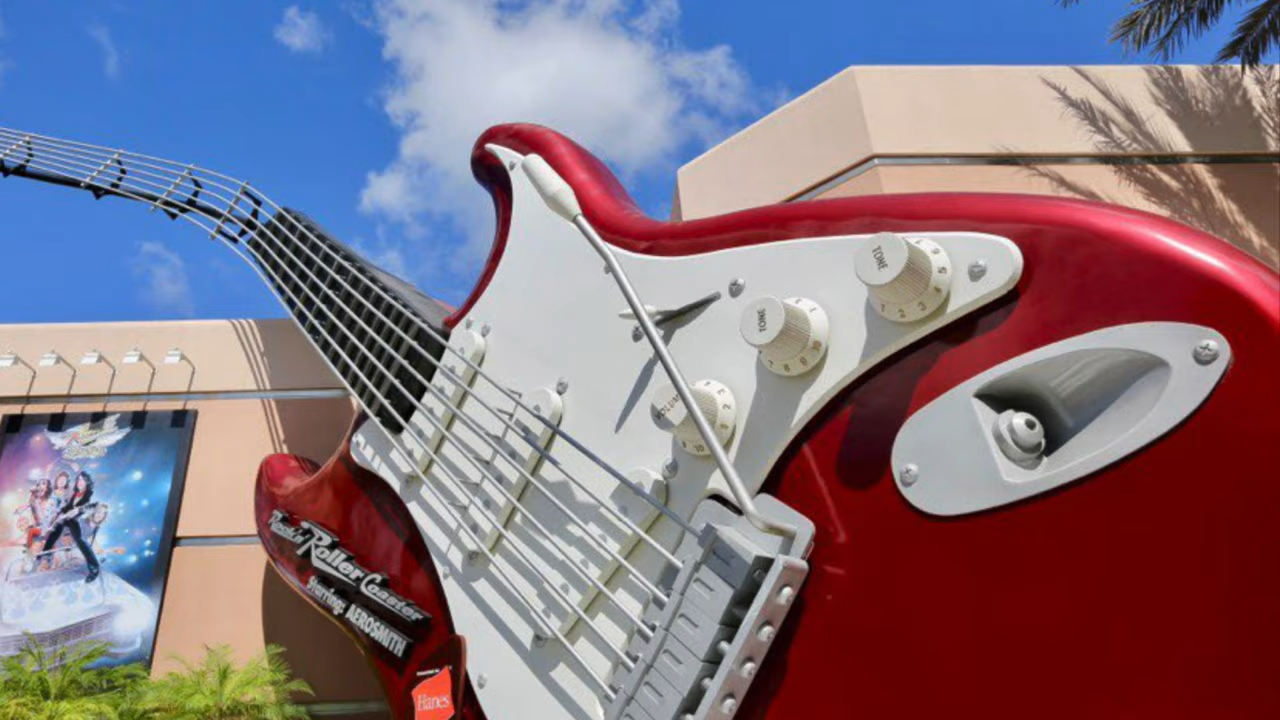 TONE
TONE
VOLUME
Rock'n'
Roller Coaster
Starring: AEROSMITH
Hanes